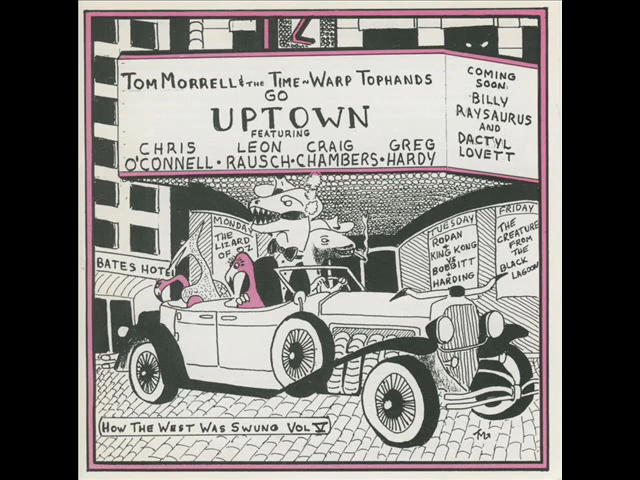 TOM MORRELL & THE TIME~WARP TOPHANDS
GO
UPTOWN
FEATURING
CHRIS LEON CRAIG GREG
O'CONNELL · RAUSCH · CHAMBERS · HARDY
COMING
SOON:
BILLY
RAYSAURUS
AND
DACTYL
LOVETT
BATES HOTEL
MONDAY
THE
LIZARD
OF OZ
TUESDAY
RODAN
+
KING KONG
VS
BOBBITT
+
HARDING
FRIDAY
THE
CREATURE
FROM
THE
BLACK
LAGOON
HOW THE WEST WAS SWUNG VOL V